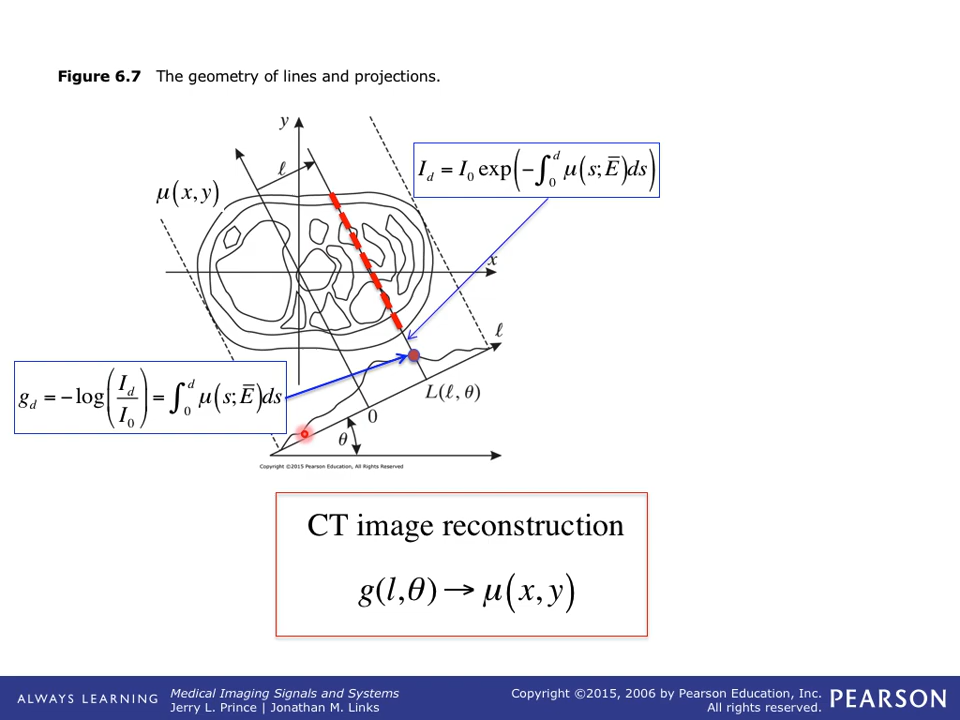 Figure 6.7 The geometry of lines and projections.
y
ℓ
I_d = I_0 exp(−∫_0^d μ(s;E̅)ds)
μ(x,y)
x
ℓ
g_d = −log(I_d/I_0) = ∫_0^d μ(s;E̅)ds
L(ℓ, θ)
0
θ
Copyright ©2015 Pearson Education, All Rights Reserved
CT image reconstruction
g(l,θ) → μ(x,y)
ALWAYS LEARNING
Medical Imaging Signals and Systems
Jerry L. Prince | Jonathan M. Links
Copyright ©2015, 2006 by Pearson Education, Inc.
All rights reserved.
PEARSON